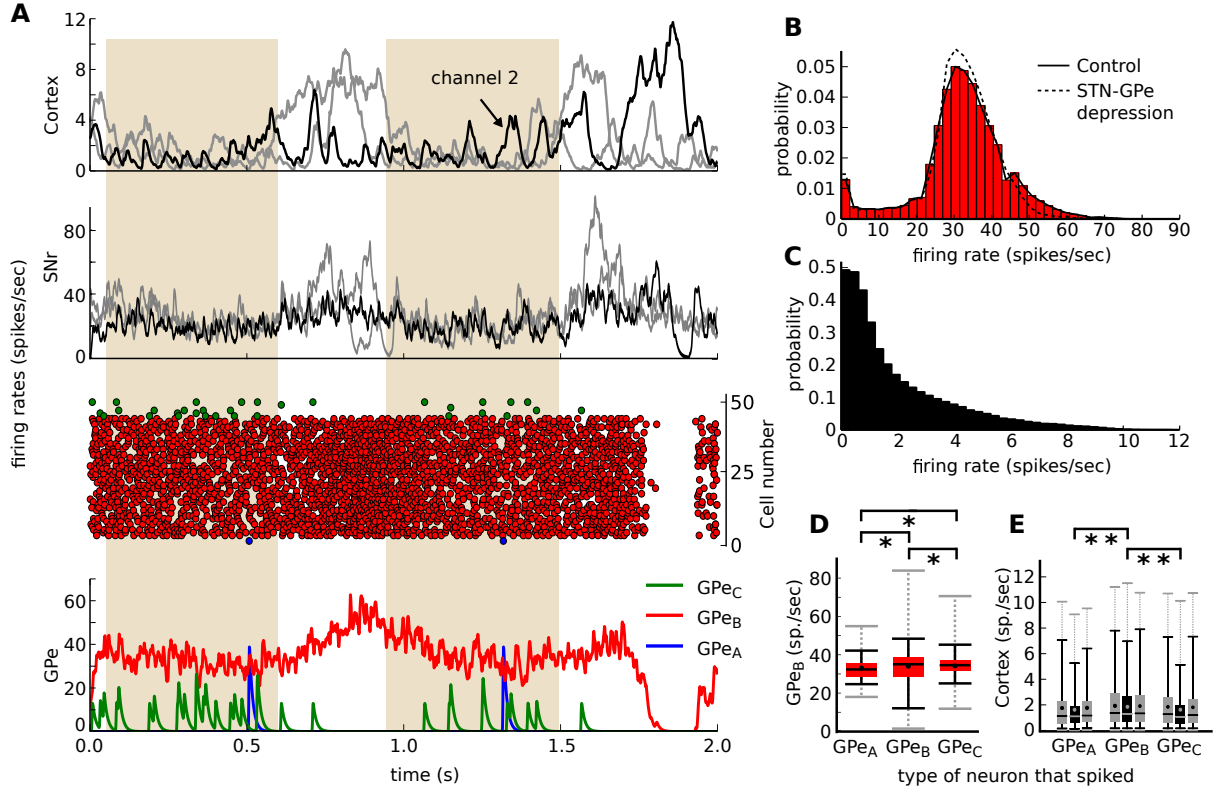 A
12
8
4
0
Cortex
channel 2
80
40
0
SNr
firing rates (spikes/sec)
50
25
0
Cell number
60
40
20
0
GPe
GPeC
GPeB
GPeA
0.0 0.5 1.0 1.5 2.0
time (s)
B
0.05
0.04
0.03
0.02
0.01
0
probability
Control
STN-GPe
depression
0 10 20 30 40 50 60 70 80 90
firing rate (spikes/sec)
C
0.5
0.4
0.3
0.2
0.1
0
probability
0 2 4 6 8 10 12
firing rate (spikes/sec)
D
*
* *
80
60
40
20
0
GPeB (sp./sec)
GPeA GPeB GPeC
E
** **
12
10
8
6
4
2
0
Cortex (sp./sec)
GPeA GPeB GPeC
type of neuron that spiked